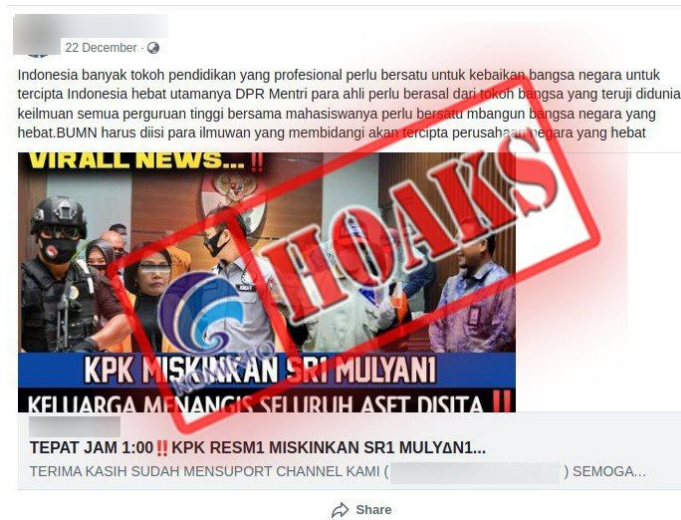 22 December
Indonesia banyak tokoh pendidikan yang profesional perlu bersatu untuk kebaikan bangsa negara untuk
tercipta Indonesia hebat utamanya DPR Mentri para ahli perlu berasal dari tokoh bangsa yang teruji didunia
keilmuan semua perguruan tinggi bersama mahasiswanya perlu bersatu mbangun bangsa negara yang
hebat.BUMN harus diisi para ilmuwan yang membidangi akan tercipta perusahaan negara yang hebat
VIRALL NEWS...‼
HOAKS
KOMINFO
KPK MISKINKAN SR1 MULYAN1
KELUARGA MENANGIS SELURUH ASET DISITA ‼
TEPAT JAM 1:00‼KPK RESM1 MISKINKAN SR1 MULYΔN1...
TERIMA KASIH SUDAH MENSUPORT CHANNEL KAMI ( ) SEMOGA...
Share